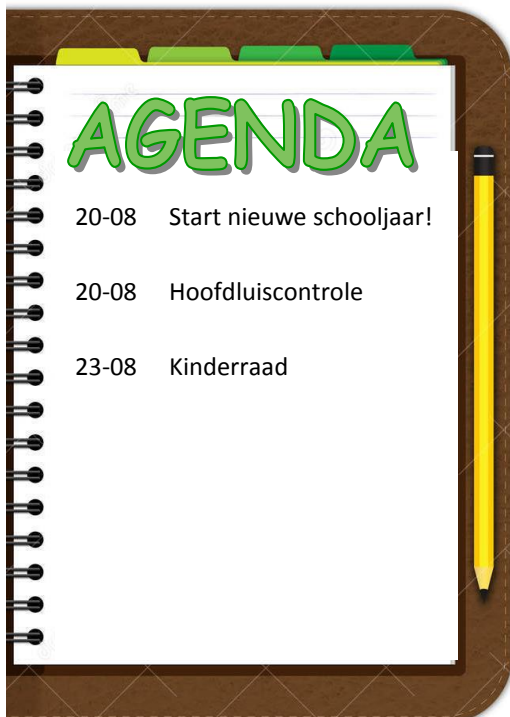 AGENDA
20-08 Start nieuwe schooljaar!
20-08 Hoofdluiscontrole
23-08 Kinderraad